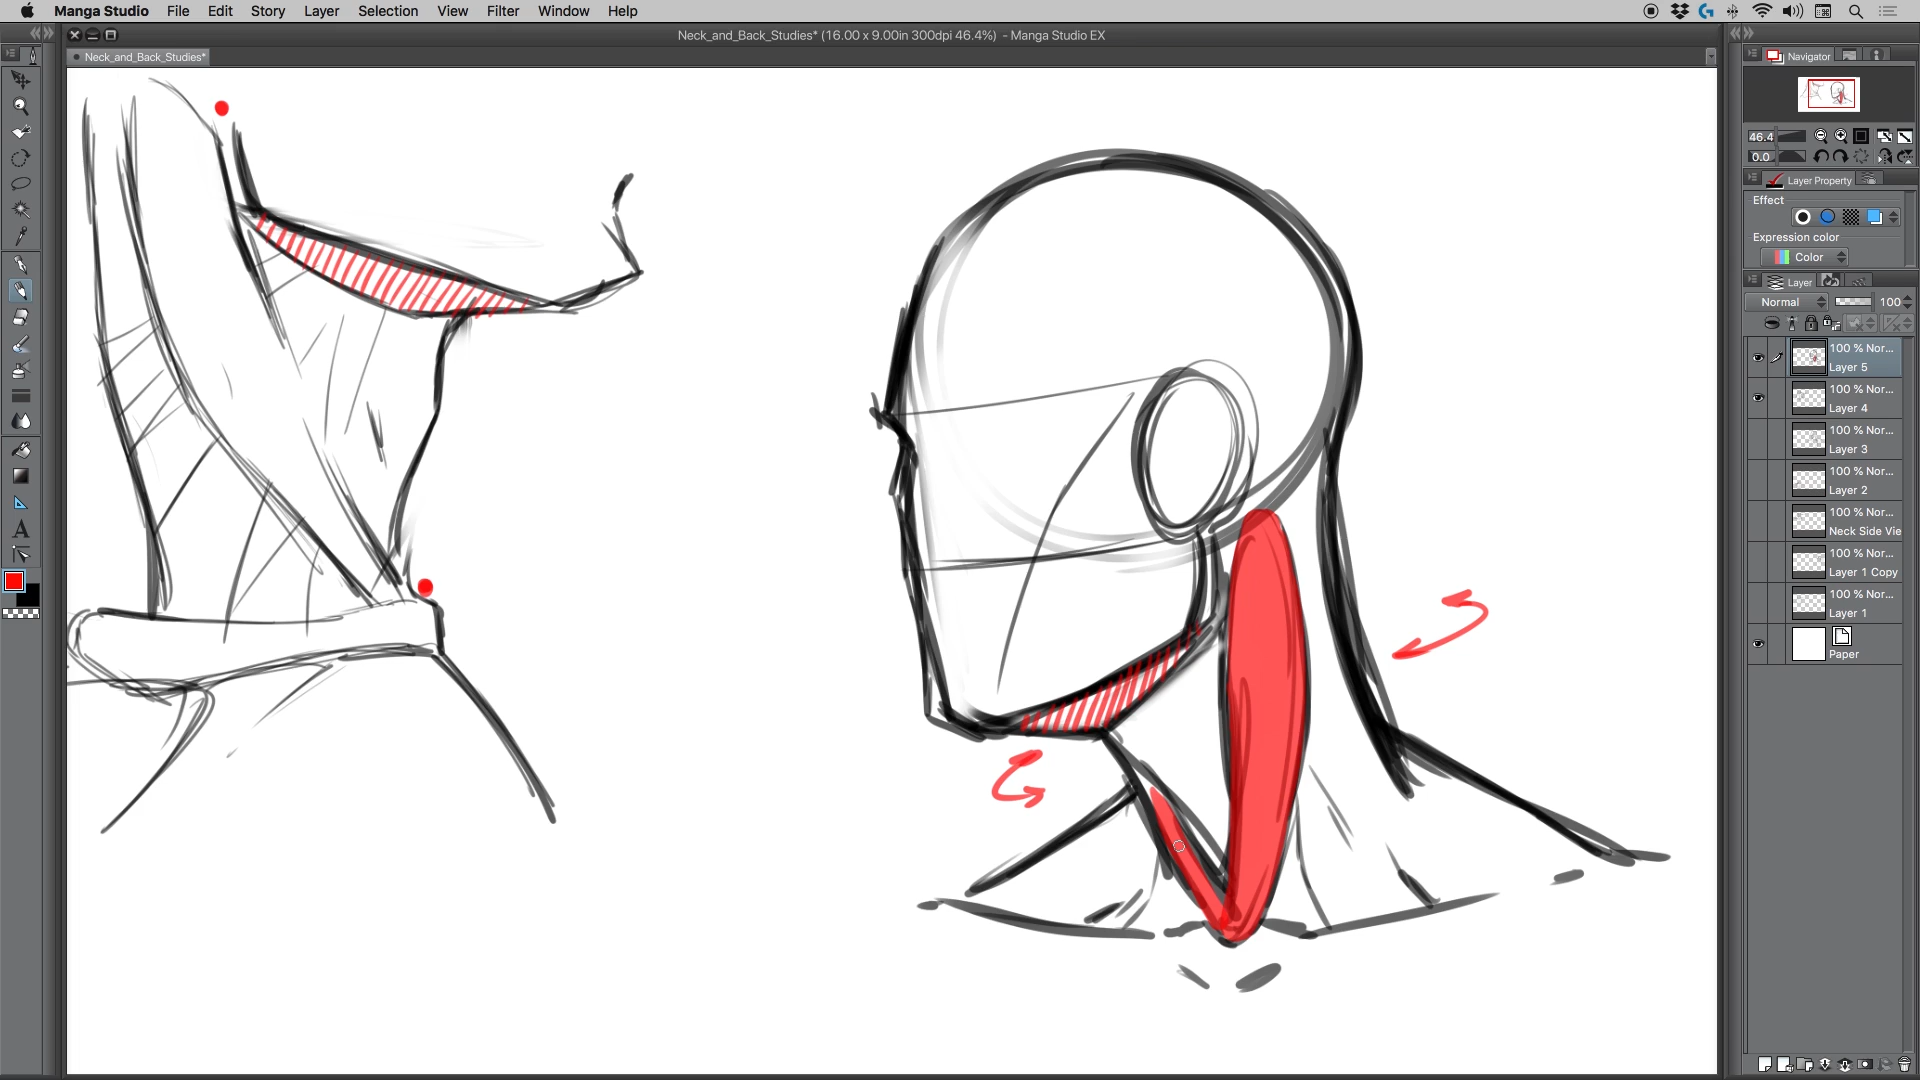 Manga Studio File Edit Story Layer Selection View Filter Window Help
Neck_and_Back_Studies* (16.00 x 9.00in 300dpi 46.4%) - Manga Studio EX
Neck_and_Back_Studies*
Navigator
46.4
0.0
Layer Property
Effect
Expression color
Color
Layer
Normal 100
100 % Nor...
Layer 5
100 % Nor...
Layer 4
100 % Nor...
Layer 3
100 % Nor...
Layer 2
100 % Nor...
Neck Side Vie
100 % Nor...
Layer 1 Copy
100 % Nor...
Layer 1
Paper